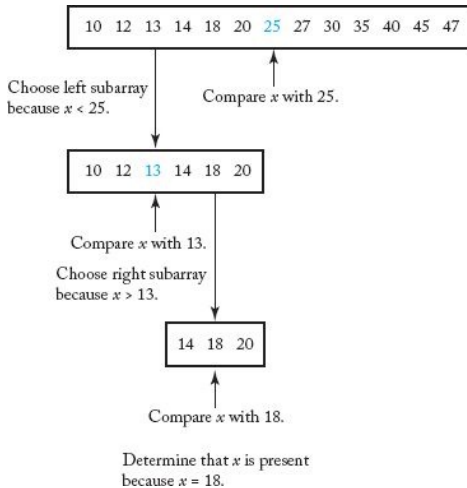 10 12 13 14 18 20 25 27 30 35 40 45 47
Choose left subarray
because x < 25.
Compare x with 25.
10 12 13 14 18 20
Compare x with 13.
Choose right subarray
because x > 13.
14 18 20
Compare x with 18.
Determine that x is present
because x = 18.